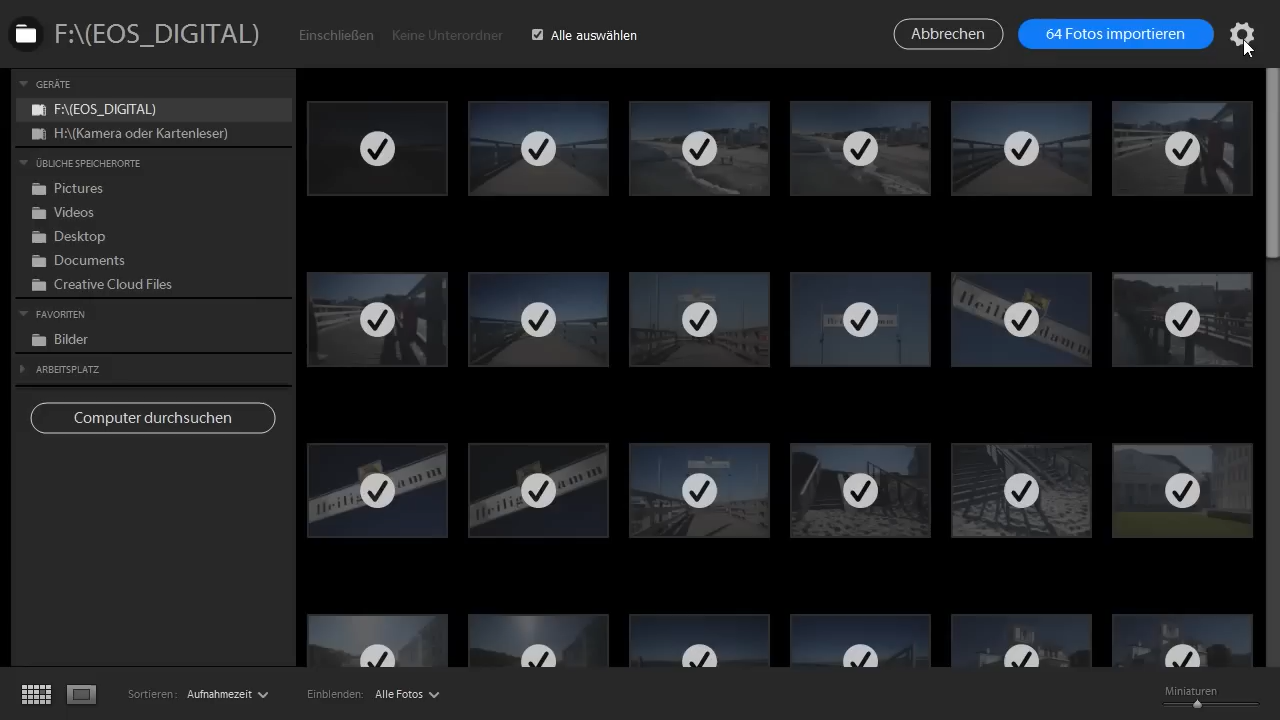 F:\(EOS_DIGITAL)
Einschließen
Keine Unterordner
Alle auswählen
Abbrechen
64 Fotos importieren
GERÄTE
F:\(EOS_DIGITAL)
H:\(Kamera oder Kartenleser)
ÜBLICHE SPEICHERORTE
Pictures
Videos
Desktop
Documents
Creative Cloud Files
FAVORITEN
Bilder
ARBEITSPLATZ
Computer durchsuchen
Sortieren: Aufnahmezeit
Einblenden: Alle Fotos
Miniaturen